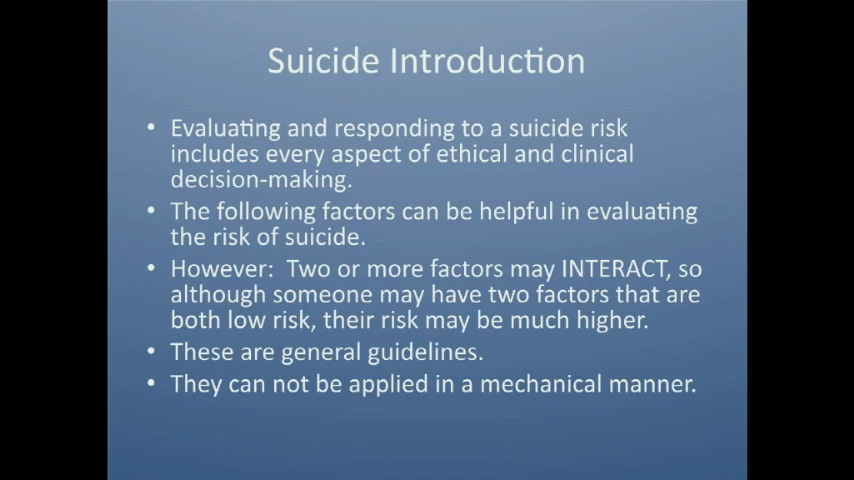 Suicide Introduction
• Evaluating and responding to a suicide risk
includes every aspect of ethical and clinical
decision-making.
• The following factors can be helpful in evaluating
the risk of suicide.
• However:  Two or more factors may INTERACT, so
although someone may have two factors that are
both low risk, their risk may be much higher.
• These are general guidelines.
• They can not be applied in a mechanical manner.